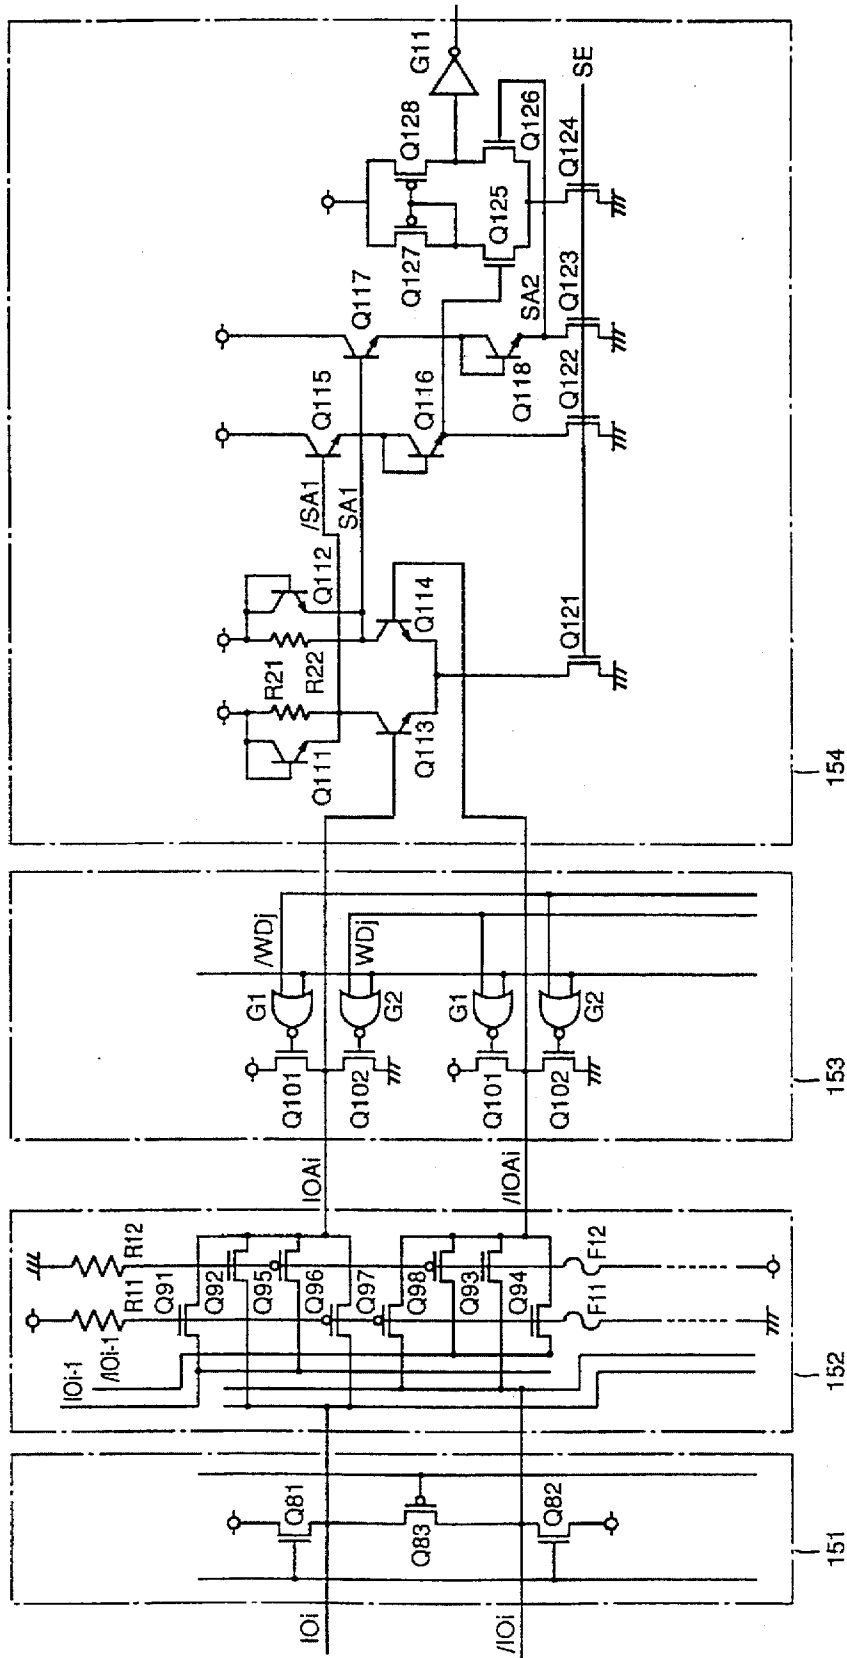 IOi
/IOi
Q81
Q83
Q82
151
IOi-1
/IOi-1
R11
R12
Q91
Q92
Q95
Q96
Q97
Q98
Q93
Q94
F11
F12
152
IOAi
/IOAi
Q101
Q102
G1
G2
/WDj
WDj
Q101
Q102
G1
G2
153
Q111
R21
R22
Q112
Q113
Q114
/SA1
SA1
Q115
Q116
Q117
Q118
SA2
Q121
Q122
Q123
Q124
SE
Q125
Q126
Q127
Q128
G11
154